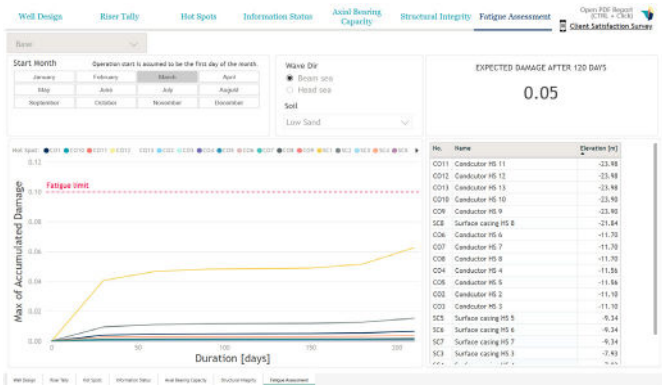 Well Design Riser Tally Hot Spots Information Status Axial Bearing Capacity Structural Integrity Fatigue Assessment
Open PDF Report
(CTRL + Click)
Client Satisfaction Survey
Base
Start Month Operation start is assumed to be the first day of the month.
January February March April
May June July August
September October November December
Wave Dir
Beam sea
Head sea
Soil
Low Sand
EXPECTED DAMAGE AFTER 120 DAYS
0.05
Hot Spot
Max of Accumulated Damage
0.12
0.10
0.08
0.06
0.04
0.02
0.00
Fatigue limit
0 50 100 150 200
Duration [days]
No. Name Elevation [m]
CO11 Conductor HS 11 -23.98
CO12 Conductor HS 12 -23.98
CO13 Conductor HS 13 -23.98
CO10 Conductor HS 10 -23.90
CO9 Conductor HS 9 -23.90
SC8 Surface casing HS 8 -21.84
CO6 Conductor HS 6 -11.70
CO7 Conductor HS 7 -11.70
CO8 Conductor HS 8 -11.70
CO4 Conductor HS 4 -11.56
CO5 Conductor HS 5 -11.56
CO2 Conductor HS 2 -11.10
CO3 Conductor HS 3 -11.10
SC5 Surface casing HS 5 -9.34
SC6 Surface casing HS 6 -9.34
SC7 Surface casing HS 7 -9.34
SC3 Surface casing HS 3 -7.93
Well Design Riser Tally Hot Spots Information Status Axial Bearing Capacity Structural Integrity Fatigue Assessment